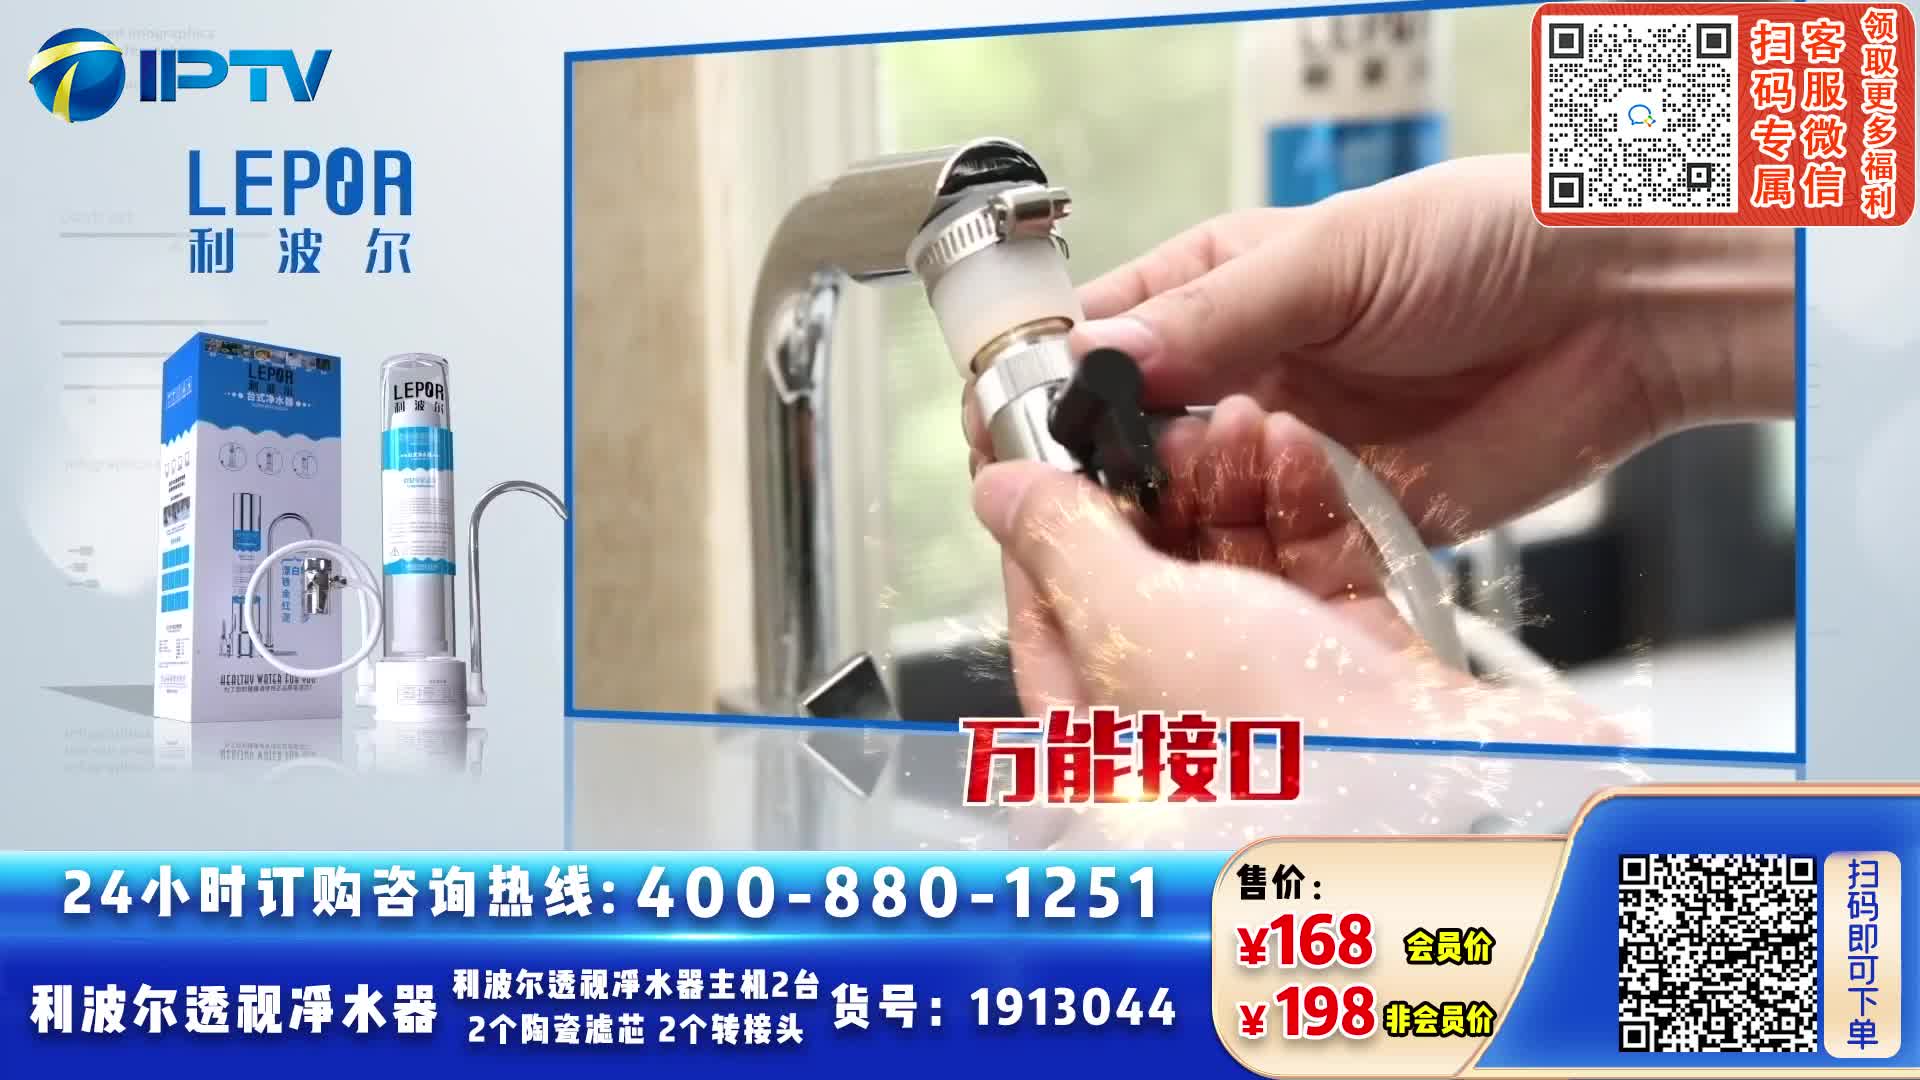 IPTV
LEPOR
利波尔
LEPOR
利波尔
台式净水器
HEALTHY WATER FOR YOU
LEPOR
利波尔
扫码专属
客服微信
领取更多福利
万能接口
24小时订购咨询热线:400-880-1251
利波尔透视净水器
利波尔透视净水器主机2台
2个陶瓷滤芯 2个转接头
货号：1913044
售价：
¥168 会员价
¥198 非会员价
扫码即可下单